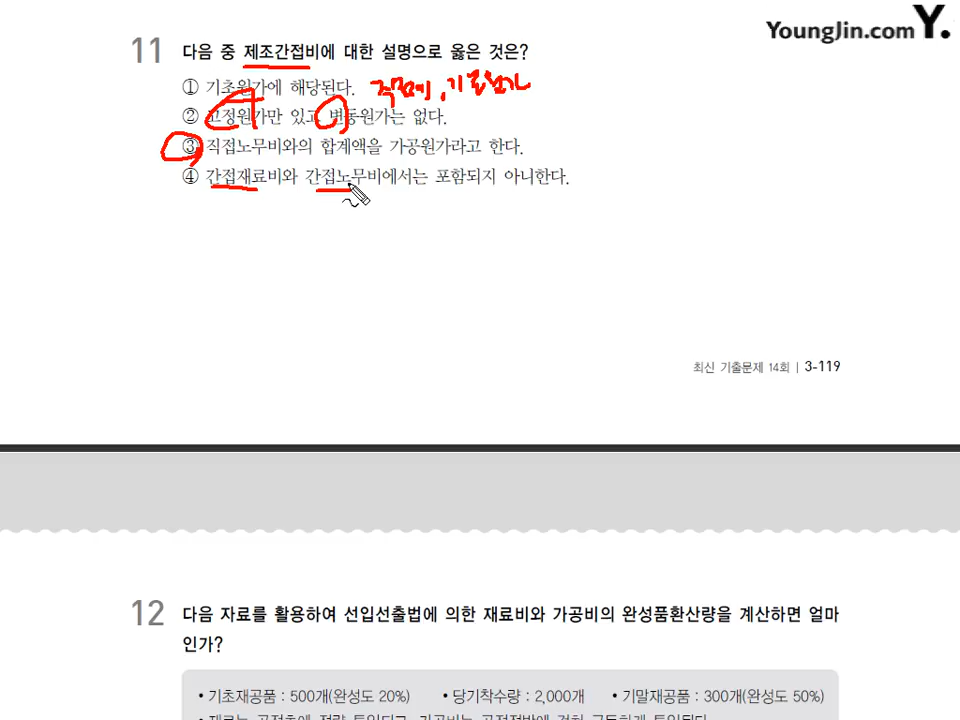 YoungJin.com Y.
11 다음 중 제조간접비에 대한 설명으로 옳은 것은?
① 기초원가에 해당된다.
② 고정원가만 있고 변동원가는 없다.
③ 직접노무비와의 합계액을 가공원가라고 한다.
④ 간접재료비와 간접노무비에서는 포함되지 아니한다.
최신 기출문제 14회 | 3-119
12 다음 자료를 활용하여 선입선출법에 의한 재료비와 가공비의 완성품환산량을 계산하면 얼마
인가?
• 기초재공품 : 500개(완성도 20%) • 당기착수량 : 2,000개 • 기말재공품 : 300개(완성도 50%)